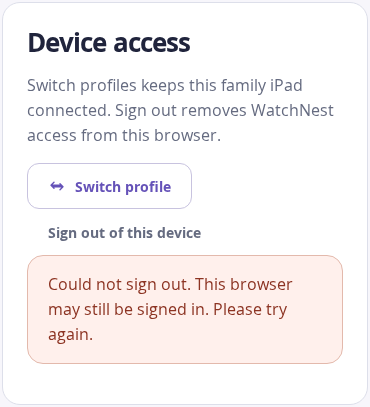 Device access
Switch profiles keeps this family iPad
connected. Sign out removes WatchNest
access from this browser.
Switch profile
Sign out of this device
Could not sign out. This browser
may still be signed in. Please try
again.